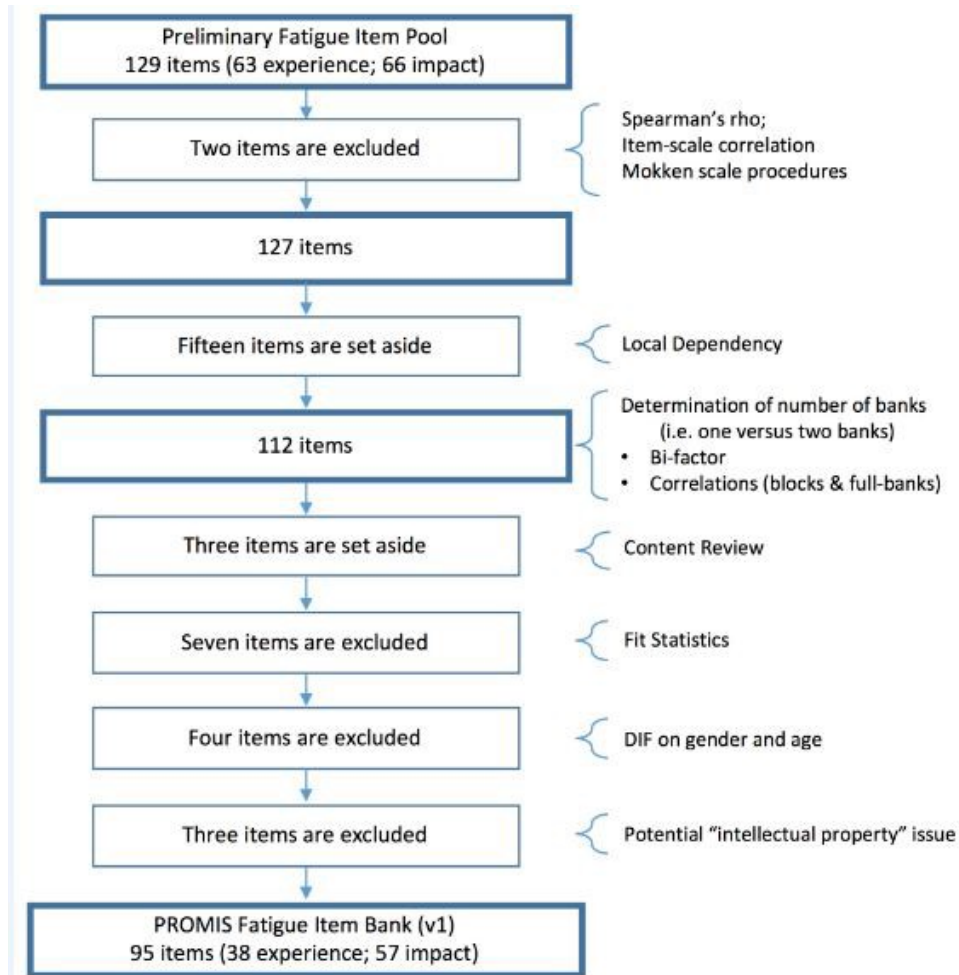 Preliminary Fatigue Item Pool
129 items (63 experience; 66 impact)
Two items are excluded
Spearman's rho;
Item-scale correlation
Mokken scale procedures
127 items
Fifteen items are set aside
Local Dependency
112 items
Determination of number of banks
(i.e. one versus two banks)
• Bi-factor
• Correlations (blocks & full-banks)
Three items are set aside
Content Review
Seven items are excluded
Fit Statistics
Four items are excluded
DIF on gender and age
Three items are excluded
Potential “intellectual property” issue
PROMIS Fatigue Item Bank (v1)
95 items (38 experience; 57 impact)